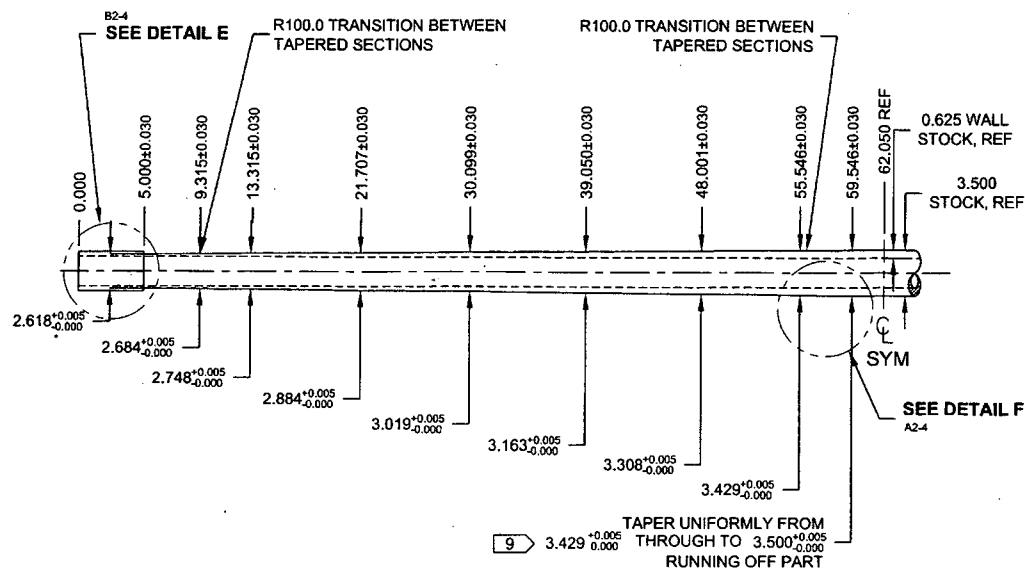 B2-4
SEE DETAIL E
R100.0 TRANSITION BETWEEN
TAPERED SECTIONS
R100.0 TRANSITION BETWEEN
TAPERED SECTIONS
0.000
5.000±0.030
9.315±0.030
13.315±0.030
21.707±0.030
30.099±0.030
39.050±0.030
48.001±0.030
55.546±0.030
59.546±0.030
62.050 REF
0.625 WALL
STOCK, REF
3.500
STOCK, REF
2.618+0.005
-0.000
2.684+0.005
-0.000
2.748+0.005
-0.000
2.884+0.005
-0.000
3.019+0.005
-0.000
3.163+0.005
-0.000
3.308+0.005
-0.000
3.429+0.005
-0.000
℄
SYM
SEE DETAIL F
A2-4
TAPER UNIFORMLY FROM
9 3.429 +0.005
0.000
THROUGH TO 3.500+0.005
-0.000
RUNNING OFF PART